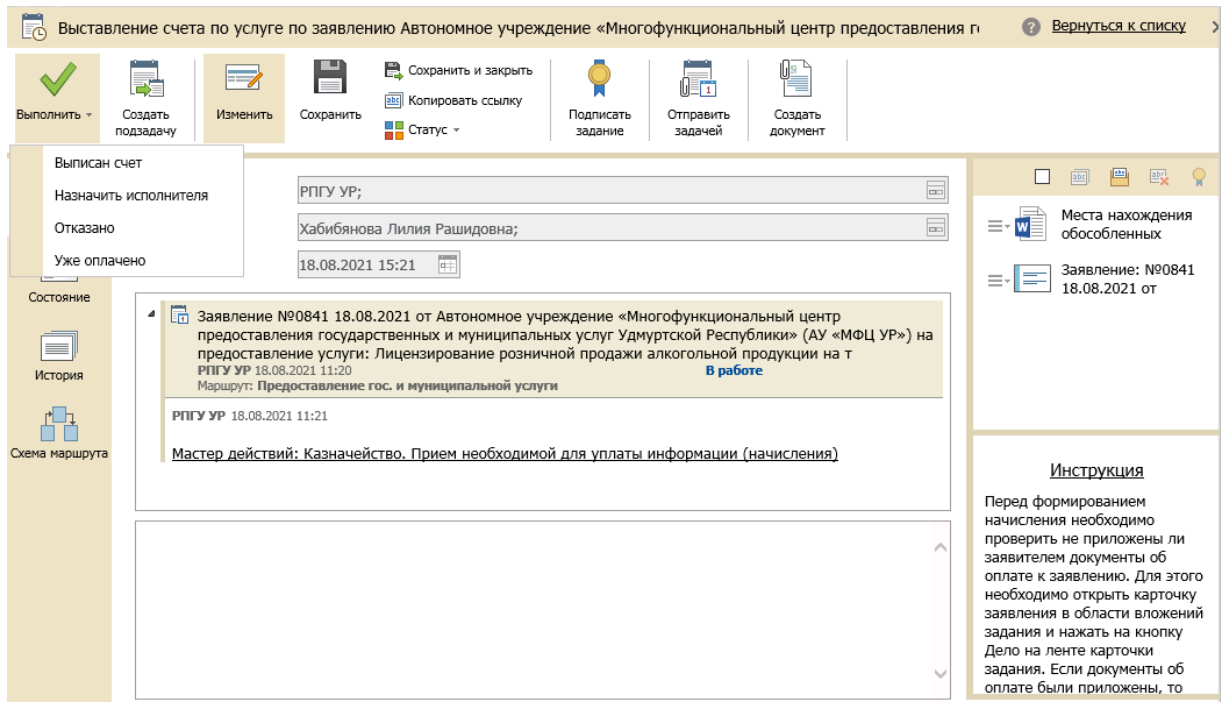 Выставление счета по услуге по заявлению Автономное учреждение «Многофункциональный центр предоставления
Вернуться к списку
Выполнить
Создать
подзадачу
Изменить
Сохранить
Сохранить и закрыть
Копировать ссылку
Статус
Подписать
задание
Отправить
задачей
Создать
документ
Выписан счет
Назначить исполнителя
Отказано
Уже оплачено
Состояние
История
Схема маршрута
РПГУ УР;
Хабибянова Лилия Рашидовна;
18.08.2021 15:21
Заявление №0841 18.08.2021 от Автономное учреждение «Многофункциональный центр
предоставления государственных и муниципальных услуг Удмуртской Республики» (АУ «МФЦ УР») на
предоставление услуги: Лицензирование розничной продажи алкогольной продукции на т
РПГУ УР 18.08.2021 11:20 В работе
Маршрут: Предоставление гос. и муниципальной услуги
РПГУ УР 18.08.2021 11:21
Мастер действий: Казначейство. Прием необходимой для уплаты информации (начисления)
Места нахождения
обособленных
Заявление: №0841
18.08.2021 от
Инструкция
Перед формированием
начисления необходимо
проверить не приложены ли
заявителем документы об
оплате к заявлению. Для этого
необходимо открыть карточку
заявления в области вложений
задания и нажать на кнопку
Дело на ленте карточки
задания. Если документы об
оплате были приложены, то